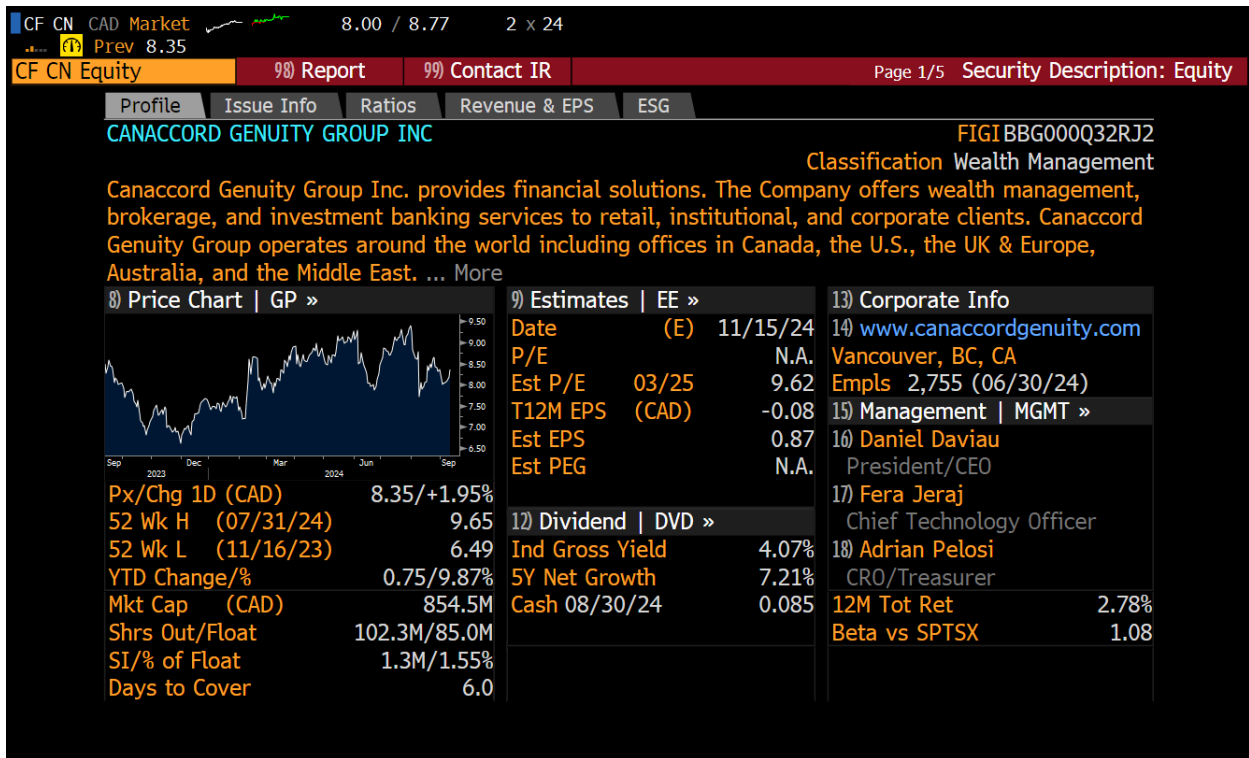 CF CN CAD Market 8.00 / 8.77 2 x 24
Prev 8.35
CF CN Equity 98) Report 99) Contact IR Page 1/5 Security Description: Equity
Profile Issue Info Ratios Revenue & EPS ESG
CANACCORD GENUITY GROUP INC FIGI BBG000Q32RJ2
Classification Wealth Management
Canaccord Genuity Group Inc. provides financial solutions. The Company offers wealth management,
brokerage, and investment banking services to retail, institutional, and corporate clients. Canaccord
Genuity Group operates around the world including offices in Canada, the U.S., the UK & Europe,
Australia, and the Middle East. ... More
8) Price Chart | GP »
9.50
9.00
8.50
8.00
7.50
7.00
6.50
Sep Dec Mar Jun Sep
2023 2024
Px/Chg 1D (CAD) 8.35/+1.95%
52 Wk H (07/31/24) 9.65
52 Wk L (11/16/23) 6.49
YTD Change/% 0.75/9.87%
Mkt Cap (CAD) 854.5M
Shrs Out/Float 102.3M/85.0M
SI/% of Float 1.3M/1.55%
Days to Cover 6.0
9) Estimates | EE »
Date (E) 11/15/24
P/E N.A.
Est P/E 03/25 9.62
T12M EPS (CAD) -0.08
Est EPS 0.87
Est PEG N.A.
12) Dividend | DVD »
Ind Gross Yield 4.07%
5Y Net Growth 7.21%
Cash 08/30/24 0.085
13) Corporate Info
14) www.canaccordgenuity.com
Vancouver, BC, CA
Empls 2,755 (06/30/24)
15) Management | MGMT »
16) Daniel Daviau
President/CEO
17) Fera Jeraj
Chief Technology Officer
18) Adrian Pelosi
CRO/Treasurer
12M Tot Ret 2.78%
Beta vs SPTSX 1.08